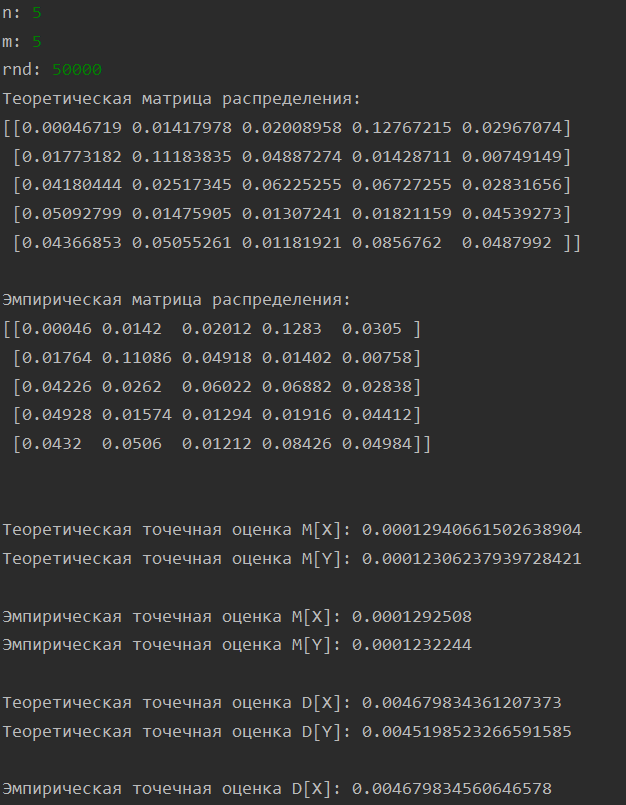 n: 5
m: 5
rnd: 50000
Теоретическая матрица распределения:
[[0.00046719 0.01417978 0.02008958 0.12767215 0.02967074]
[0.01773182 0.11183835 0.04887274 0.01428711 0.00749149]
[0.04180444 0.02517345 0.06225255 0.06727255 0.02831656]
[0.05092799 0.01475905 0.01307241 0.01821159 0.04539273]
[0.04366853 0.05055261 0.01181921 0.0856762  0.0487992 ]]
Эмпирическая матрица распределения:
[[0.00046 0.0142  0.02012 0.1283  0.0305 ]
[0.01764 0.11086 0.04918 0.01402 0.00758]
[0.04226 0.0262  0.06022 0.06882 0.02838]
[0.04928 0.01574 0.01294 0.01916 0.04412]
[0.0432  0.0506  0.01212 0.08426 0.04984]]
Теоретическая точечная оценка M[X]: 0.00012940661502638904
Теоретическая точечная оценка M[Y]: 0.00012306237939728421
Эмпирическая точечная оценка M[X]: 0.0001292508
Эмпирическая точечная оценка M[Y]: 0.0001232244
Теоретическая точечная оценка D[X]: 0.004679834361207373
Теоретическая точечная оценка D[Y]: 0.0045198523266591585
Эмпирическая точечная оценка D[X]: 0.004679834560646578